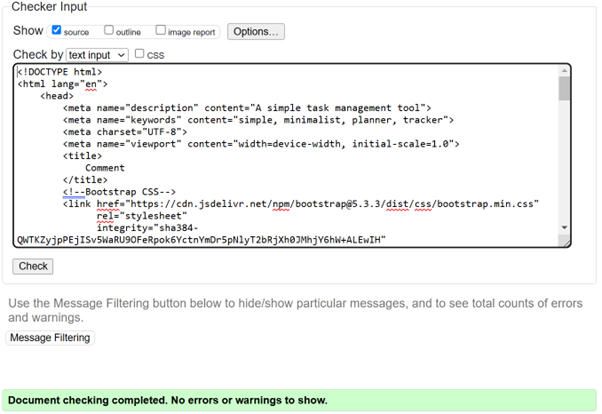 Checker Input
Show source outline image report Options...
Check by text input css
<!DOCTYPE html>
<html lang="en">
<head>
<meta name="description" content="A simple task management tool">
<meta name="keywords" content="simple, minimalist, planner, tracker">
<meta charset="UTF-8">
<meta name="viewport" content="width=device-width, initial-scale=1.0">
<title>
Comment
</title>
<!--Bootstrap CSS-->
<link href="https://cdn.jsdelivr.net/npm/bootstrap@5.3.3/dist/css/bootstrap.min.css"
rel="stylesheet"
integrity="sha384-
QWTKZyjpPEjISv5WaRU9OFeRpok6YctnYmDr5pNlyT2bRjXh0JMhjY6hW+ALEwIH"
Check
Use the Message Filtering button below to hide/show particular messages, and to see total counts of errors
and warnings.
Message Filtering
Document checking completed. No errors or warnings to show.